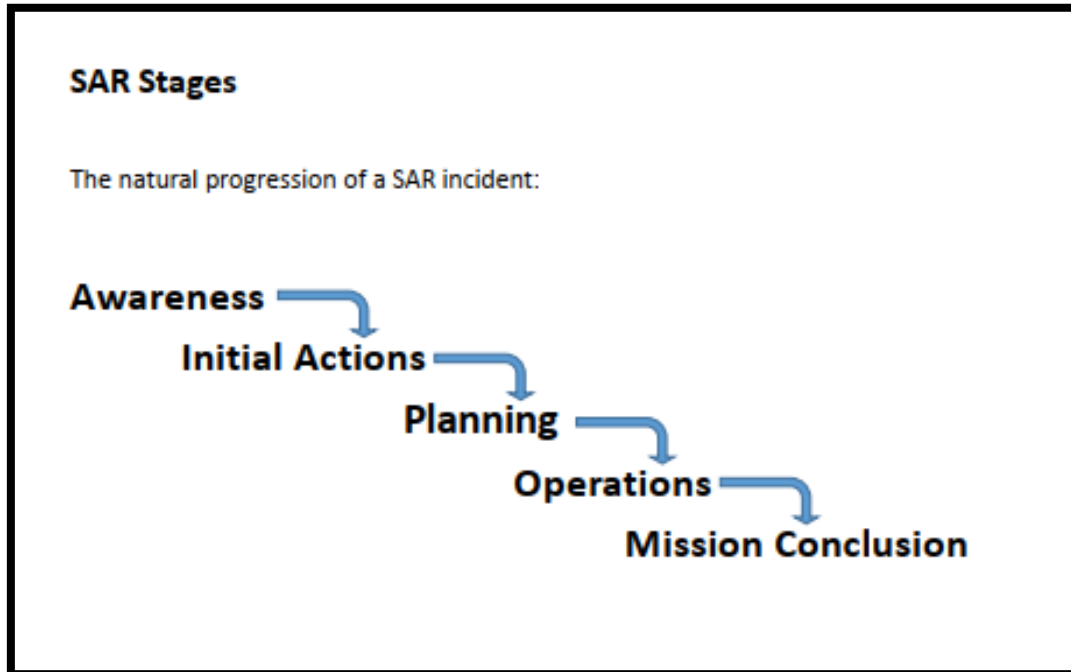 SAR Stages
The natural progression of a SAR incident:
Awareness
Initial Actions
Planning
Operations
Mission Conclusion